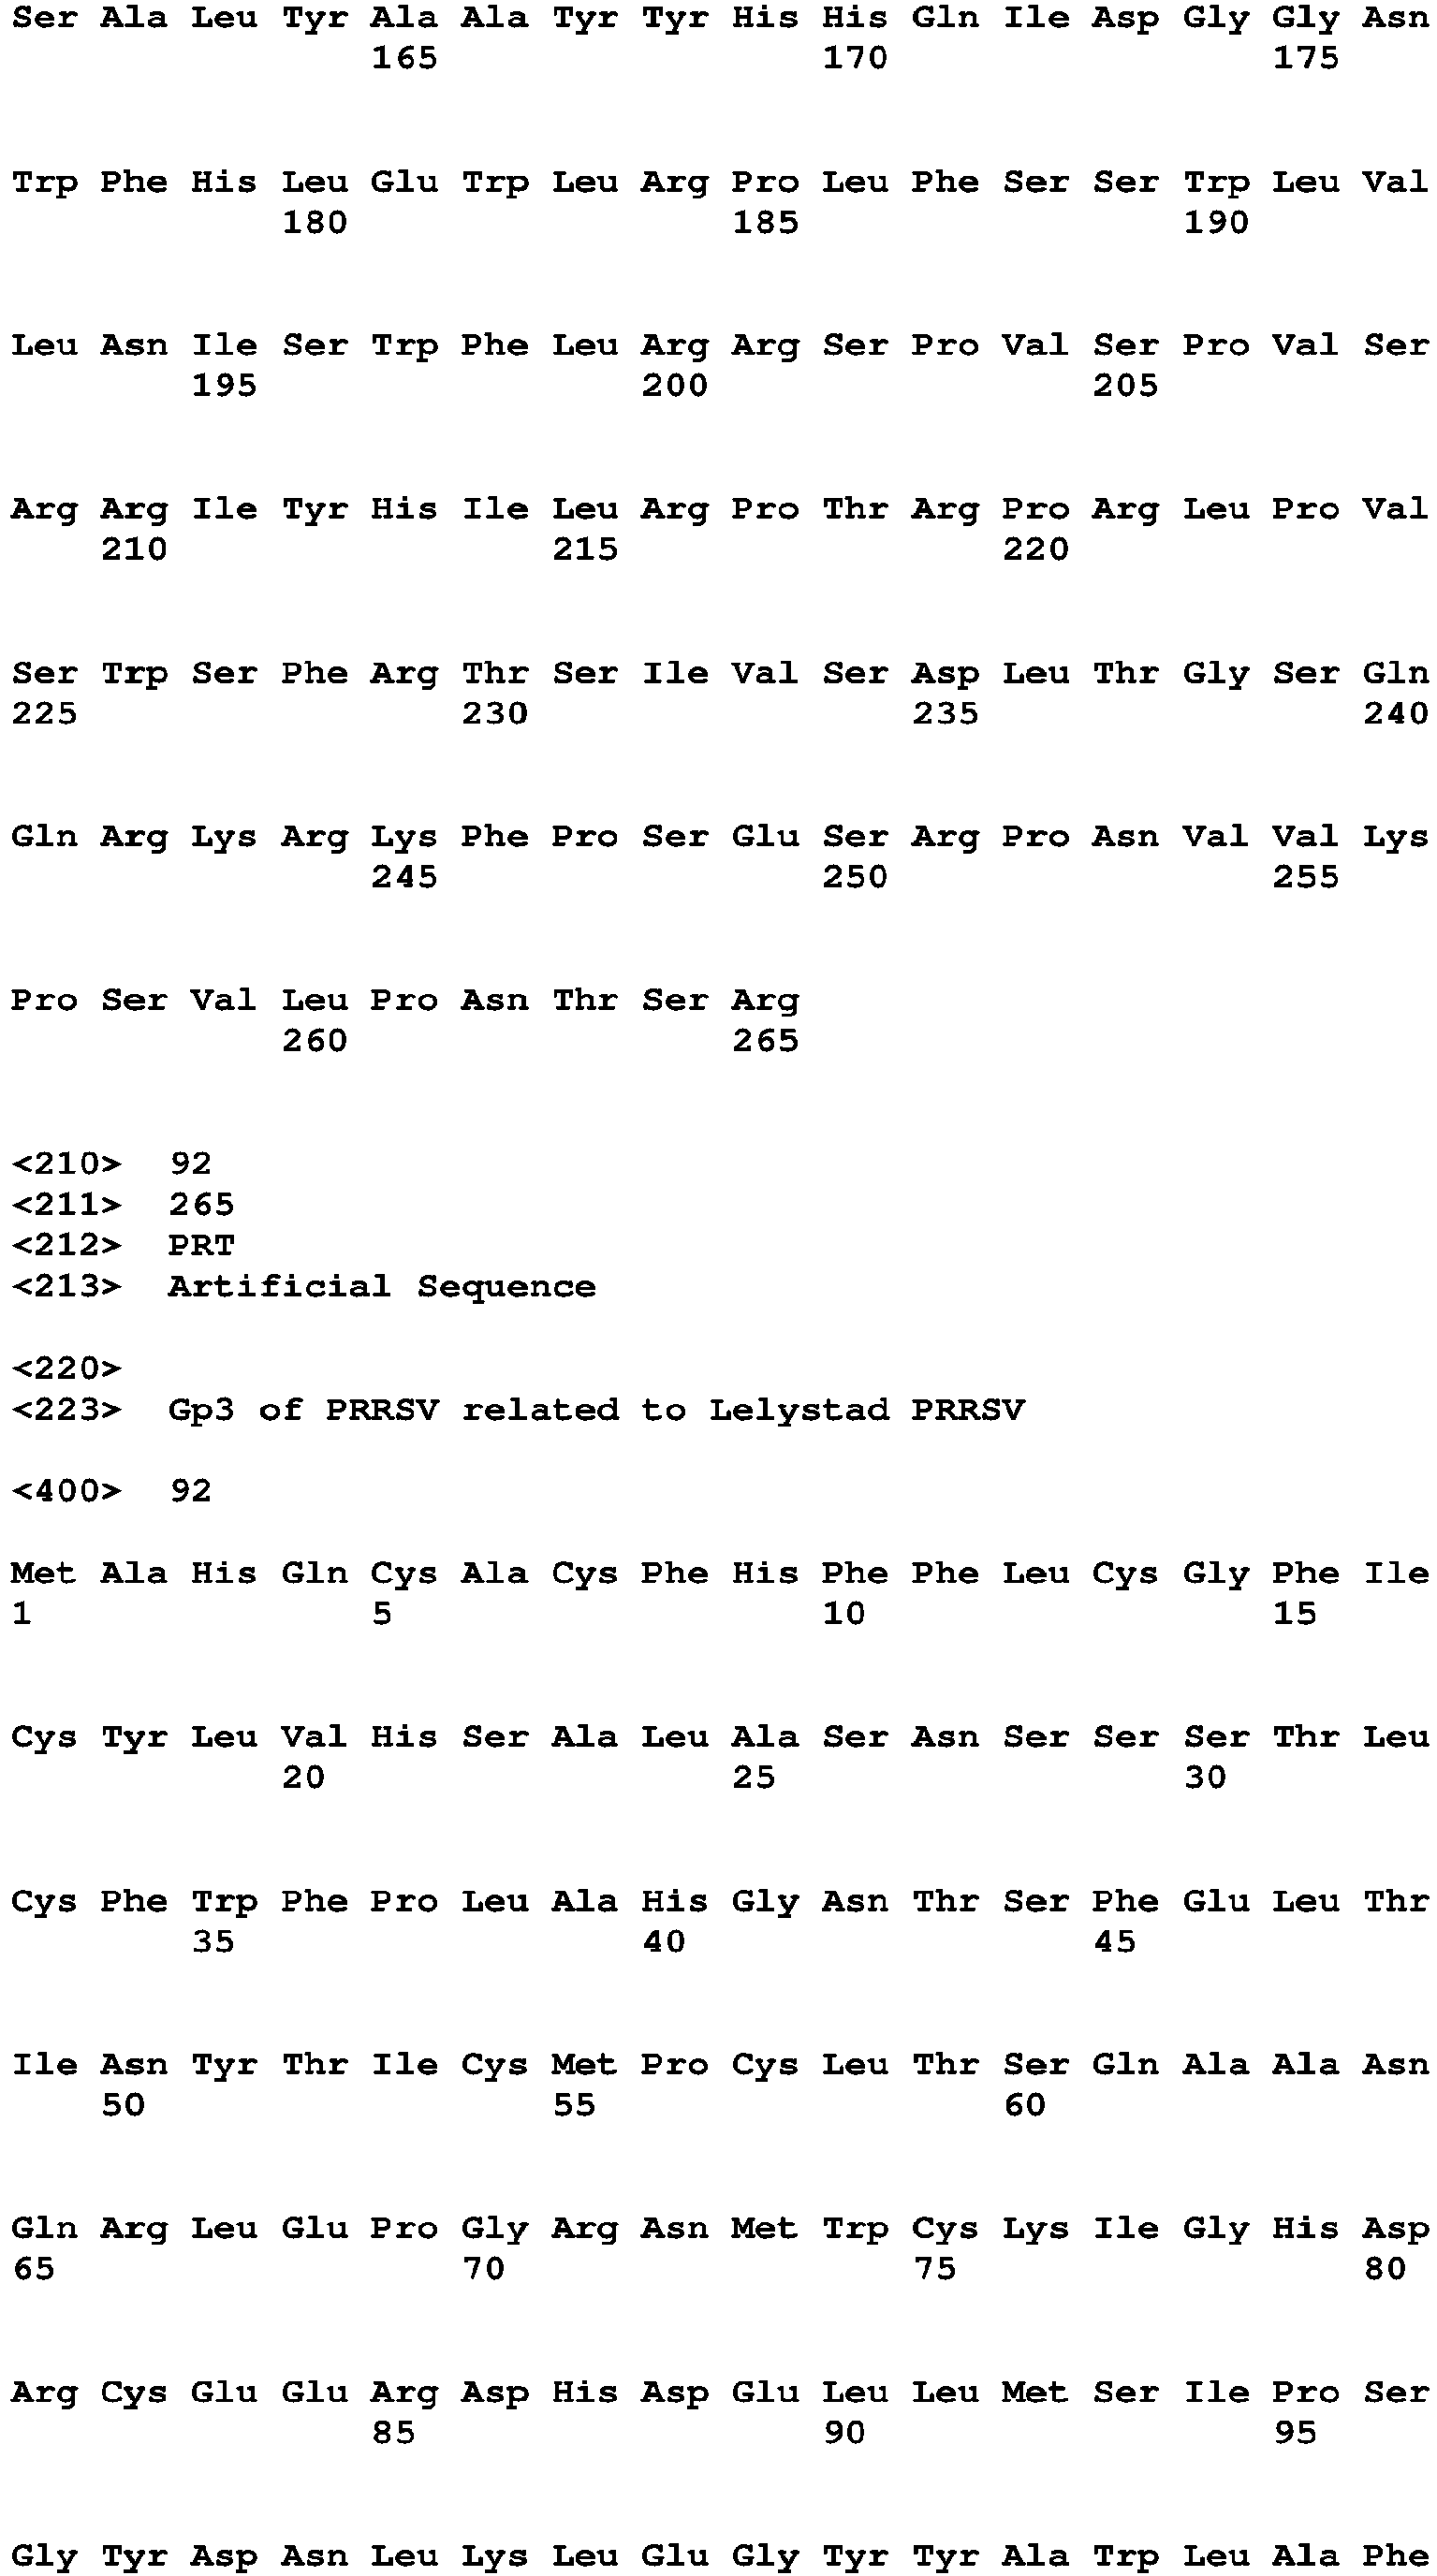 Ser Ala Leu Tyr Ala Ala Tyr Tyr His His Gln Ile Asp Gly Gly Asn
165 170 175
Trp Phe His Leu Glu Trp Leu Arg Pro Leu Phe Ser Ser Trp Leu Val
180 185 190
Leu Asn Ile Ser Trp Phe Leu Arg Arg Ser Pro Val Ser Pro Val Ser
195 200 205
Arg Arg Ile Tyr His Ile Leu Arg Pro Thr Arg Pro Arg Leu Pro Val
210 215 220
Ser Trp Ser Phe Arg Thr Ser Ile Val Ser Asp Leu Thr Gly Ser Gln
225 230 235 240
Gln Arg Lys Arg Lys Phe Pro Ser Glu Ser Arg Pro Asn Val Val Lys
245 250 255
Pro Ser Val Leu Pro Asn Thr Ser Arg
260 265
<210> 92
<211> 265
<212> PRT
<213> Artificial Sequence
<220>
<223> Gp3 of PRRSV related to Lelystad PRRSV
<400> 92
Met Ala His Gln Cys Ala Cys Phe His Phe Phe Leu Cys Gly Phe Ile
1 5 10 15
Cys Tyr Leu Val His Ser Ala Leu Ala Ser Asn Ser Ser Ser Thr Leu
20 25 30
Cys Phe Trp Phe Pro Leu Ala His Gly Asn Thr Ser Phe Glu Leu Thr
35 40 45
Ile Asn Tyr Thr Ile Cys Met Pro Cys Leu Thr Ser Gln Ala Ala Asn
50 55 60
Gln Arg Leu Glu Pro Gly Arg Asn Met Trp Cys Lys Ile Gly His Asp
65 70 75 80
Arg Cys Glu Glu Arg Asp His Asp Glu Leu Leu Met Ser Ile Pro Ser
85 90 95
Gly Tyr Asp Asn Leu Lys Leu Glu Gly Tyr Tyr Ala Trp Leu Ala Phe